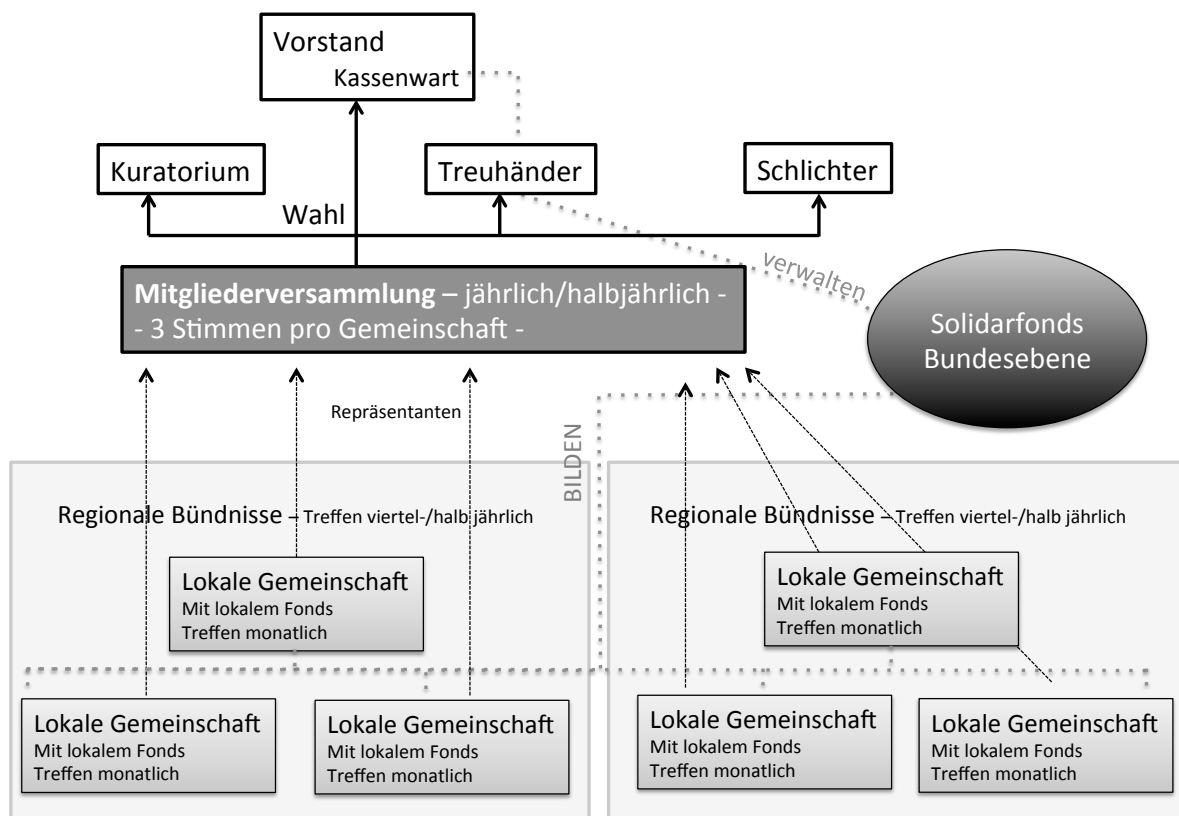 Vorstand
Kassenwart
Kuratorium
Treuhänder
Schlichter
Wahl
verwalten
Mitgliederversammlung – jährlich/halbjährlich -
- 3 Stimmen pro Gemeinschaft -
Solidarfonds
Bundesebene
Repräsentanten
BILDEN
Regionale Bündnisse – Treffen viertel-/halb jährlich
Lokale Gemeinschaft
Mit lokalem Fonds
Treffen monatlich
Lokale Gemeinschaft
Mit lokalem Fonds
Treffen monatlich
Lokale Gemeinschaft
Mit lokalem Fonds
Treffen monatlich
Regionale Bündnisse – Treffen viertel-/halb jährlich
Lokale Gemeinschaft
Mit lokalem Fonds
Treffen monatlich
Lokale Gemeinschaft
Mit lokalem Fonds
Treffen monatlich
Lokale Gemeinschaft
Mit lokalem Fonds
Treffen monatlich